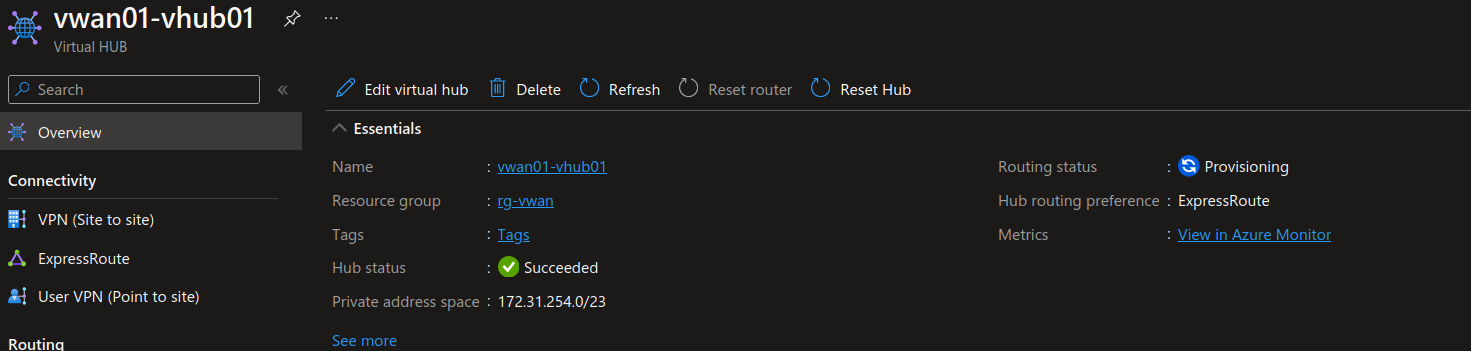 vwan01-vhub01 ...
Virtual HUB
Search «
Edit virtual hub Delete Refresh Reset router Reset Hub
Overview
Essentials
Name : vwan01-vhub01 Routing status : Provisioning
Resource group : rg-vwan Hub routing preference : ExpressRoute
Tags : Tags Metrics : View in Azure Monitor
Hub status : Succeeded
Private address space : 172.31.254.0/23
See more
Connectivity
VPN (Site to site)
ExpressRoute
User VPN (Point to site)
Routing